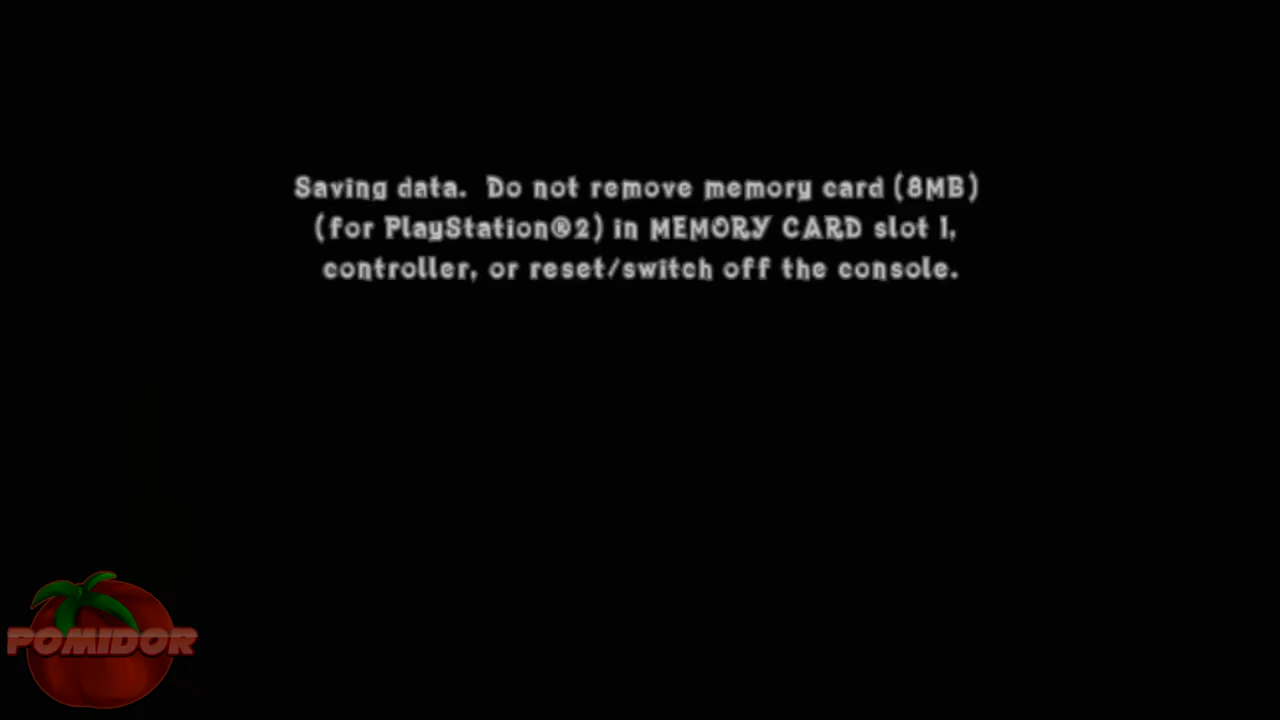 Saving data.  Do not remove memory card (8MB)
(for PlayStation®2) in MEMORY CARD slot 1,
controller, or reset/switch off the console.
POMIDOR